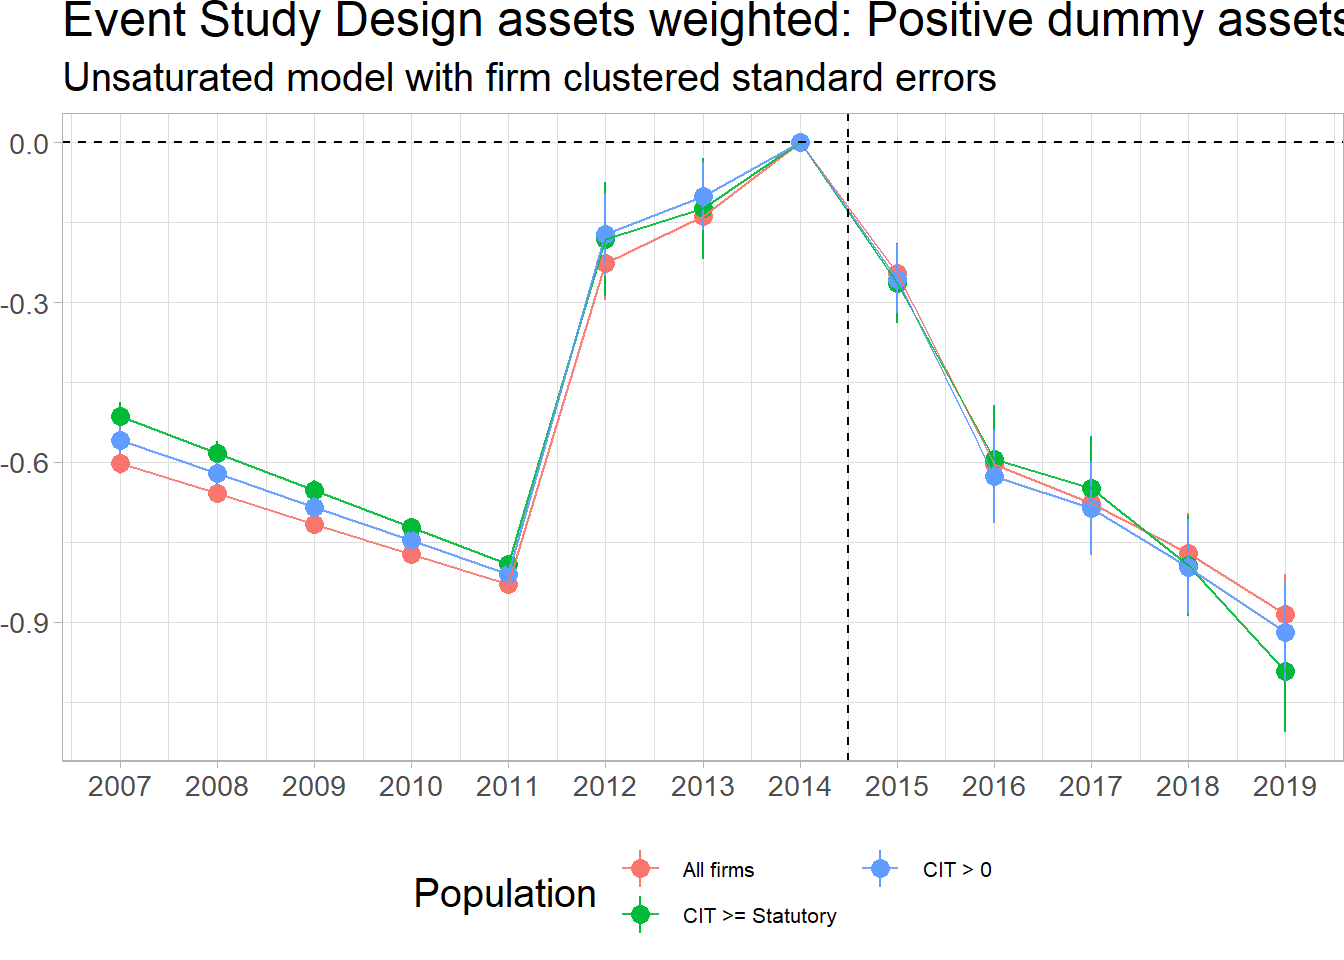 Event Study Design assets weighted: Positive dummy assets
Unsaturated model with firm clustered standard errors
0.0
-0.3
-0.6
-0.9
2007 2008 2009 2010 2011 2012 2013 2014 2015 2016 2017 2018 2019
Population
All firms
CIT > 0
CIT >= Statutory